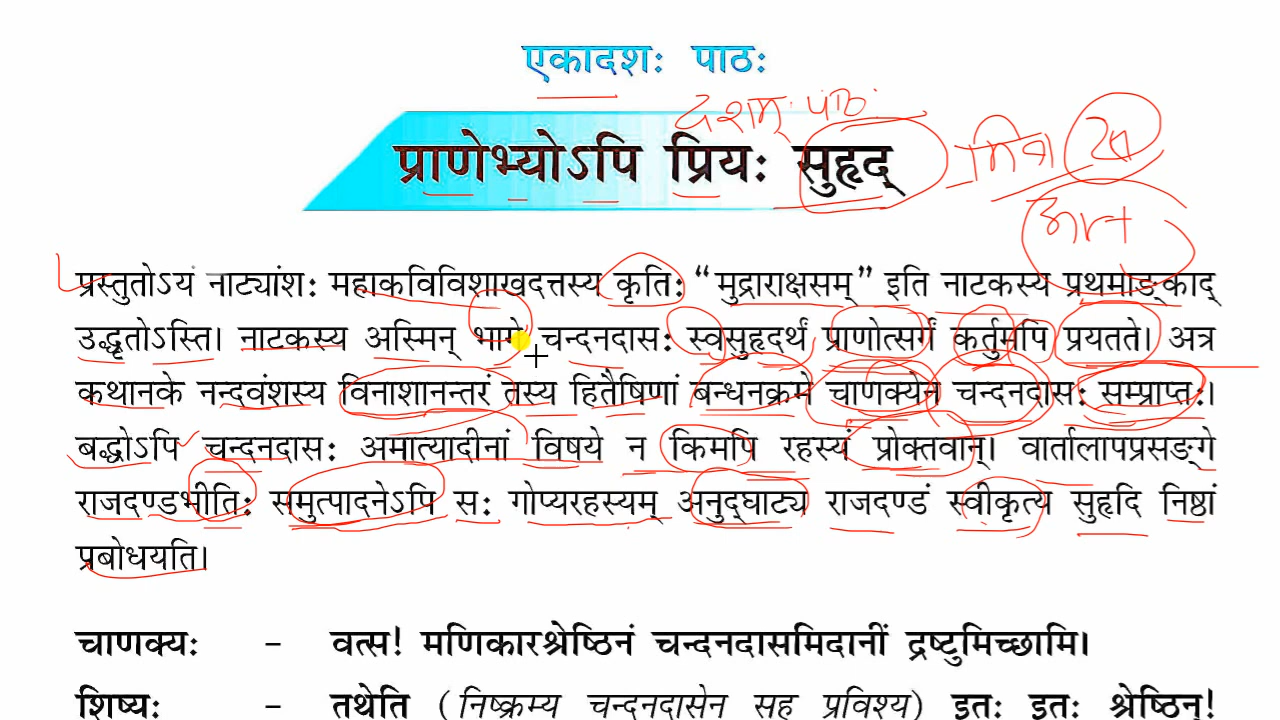 एकादशः पाठः
दशम् पाठः
प्राणेभ्योऽपि प्रियः सुहृद्
मित्र
प्रस्तुतोऽयं नाट्यांशः महाकविविशाखदत्तस्य कृतिः "मुद्राराक्षसम्" इति नाटकस्य प्रथमाङ्काद्
उद्धृतोऽस्ति। नाटकस्य अस्मिन् भागे चन्दनदासः स्वसुहृदर्थं प्राणोत्सर्गं कर्तुमपि प्रयतते। अत्र
कथानके नन्दवंशस्य विनाशानन्तरं तस्य हितैषिणां बन्धनक्रमे चाणक्येन चन्दनदासः सम्प्राप्तः।
बद्धोऽपि चन्दनदासः अमात्यादीनां विषये न किमपि रहस्यं प्रोक्तवान्। वार्तालापप्रसङ्गे
राजदण्डभीतिः समुत्पादनेऽपि सः गोप्यरहस्यम् अनुद्घाट्य राजदण्डं स्वीकृत्य सुहृदि निष्ठां
प्रबोधयति।
चाणक्यः - वत्स! मणिकारश्रेष्ठिनं चन्दनदासमिदानीं द्रष्टुमिच्छामि।
शिष्यः - तथेति (निष्क्रम्य चन्दनदासेन सह प्रविश्य) इतः इतः श्रेष्ठिन्!